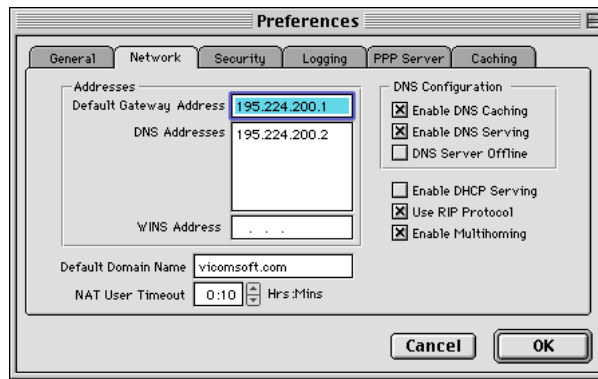 Preferences
General Network Security Logging PPP Server Caching
Addresses
Default Gateway Address 195.224.200.1
DNS Addresses 195.224.200.2
WINS Address . . .
Default Domain Name vicomsoft.com
NAT User Timeout 0:10 Hrs:Mins
DNS Configuration
Enable DNS Caching
Enable DNS Serving
DNS Server Offline
Enable DHCP Serving
Use RIP Protocol
Enable Multihoming
Cancel OK